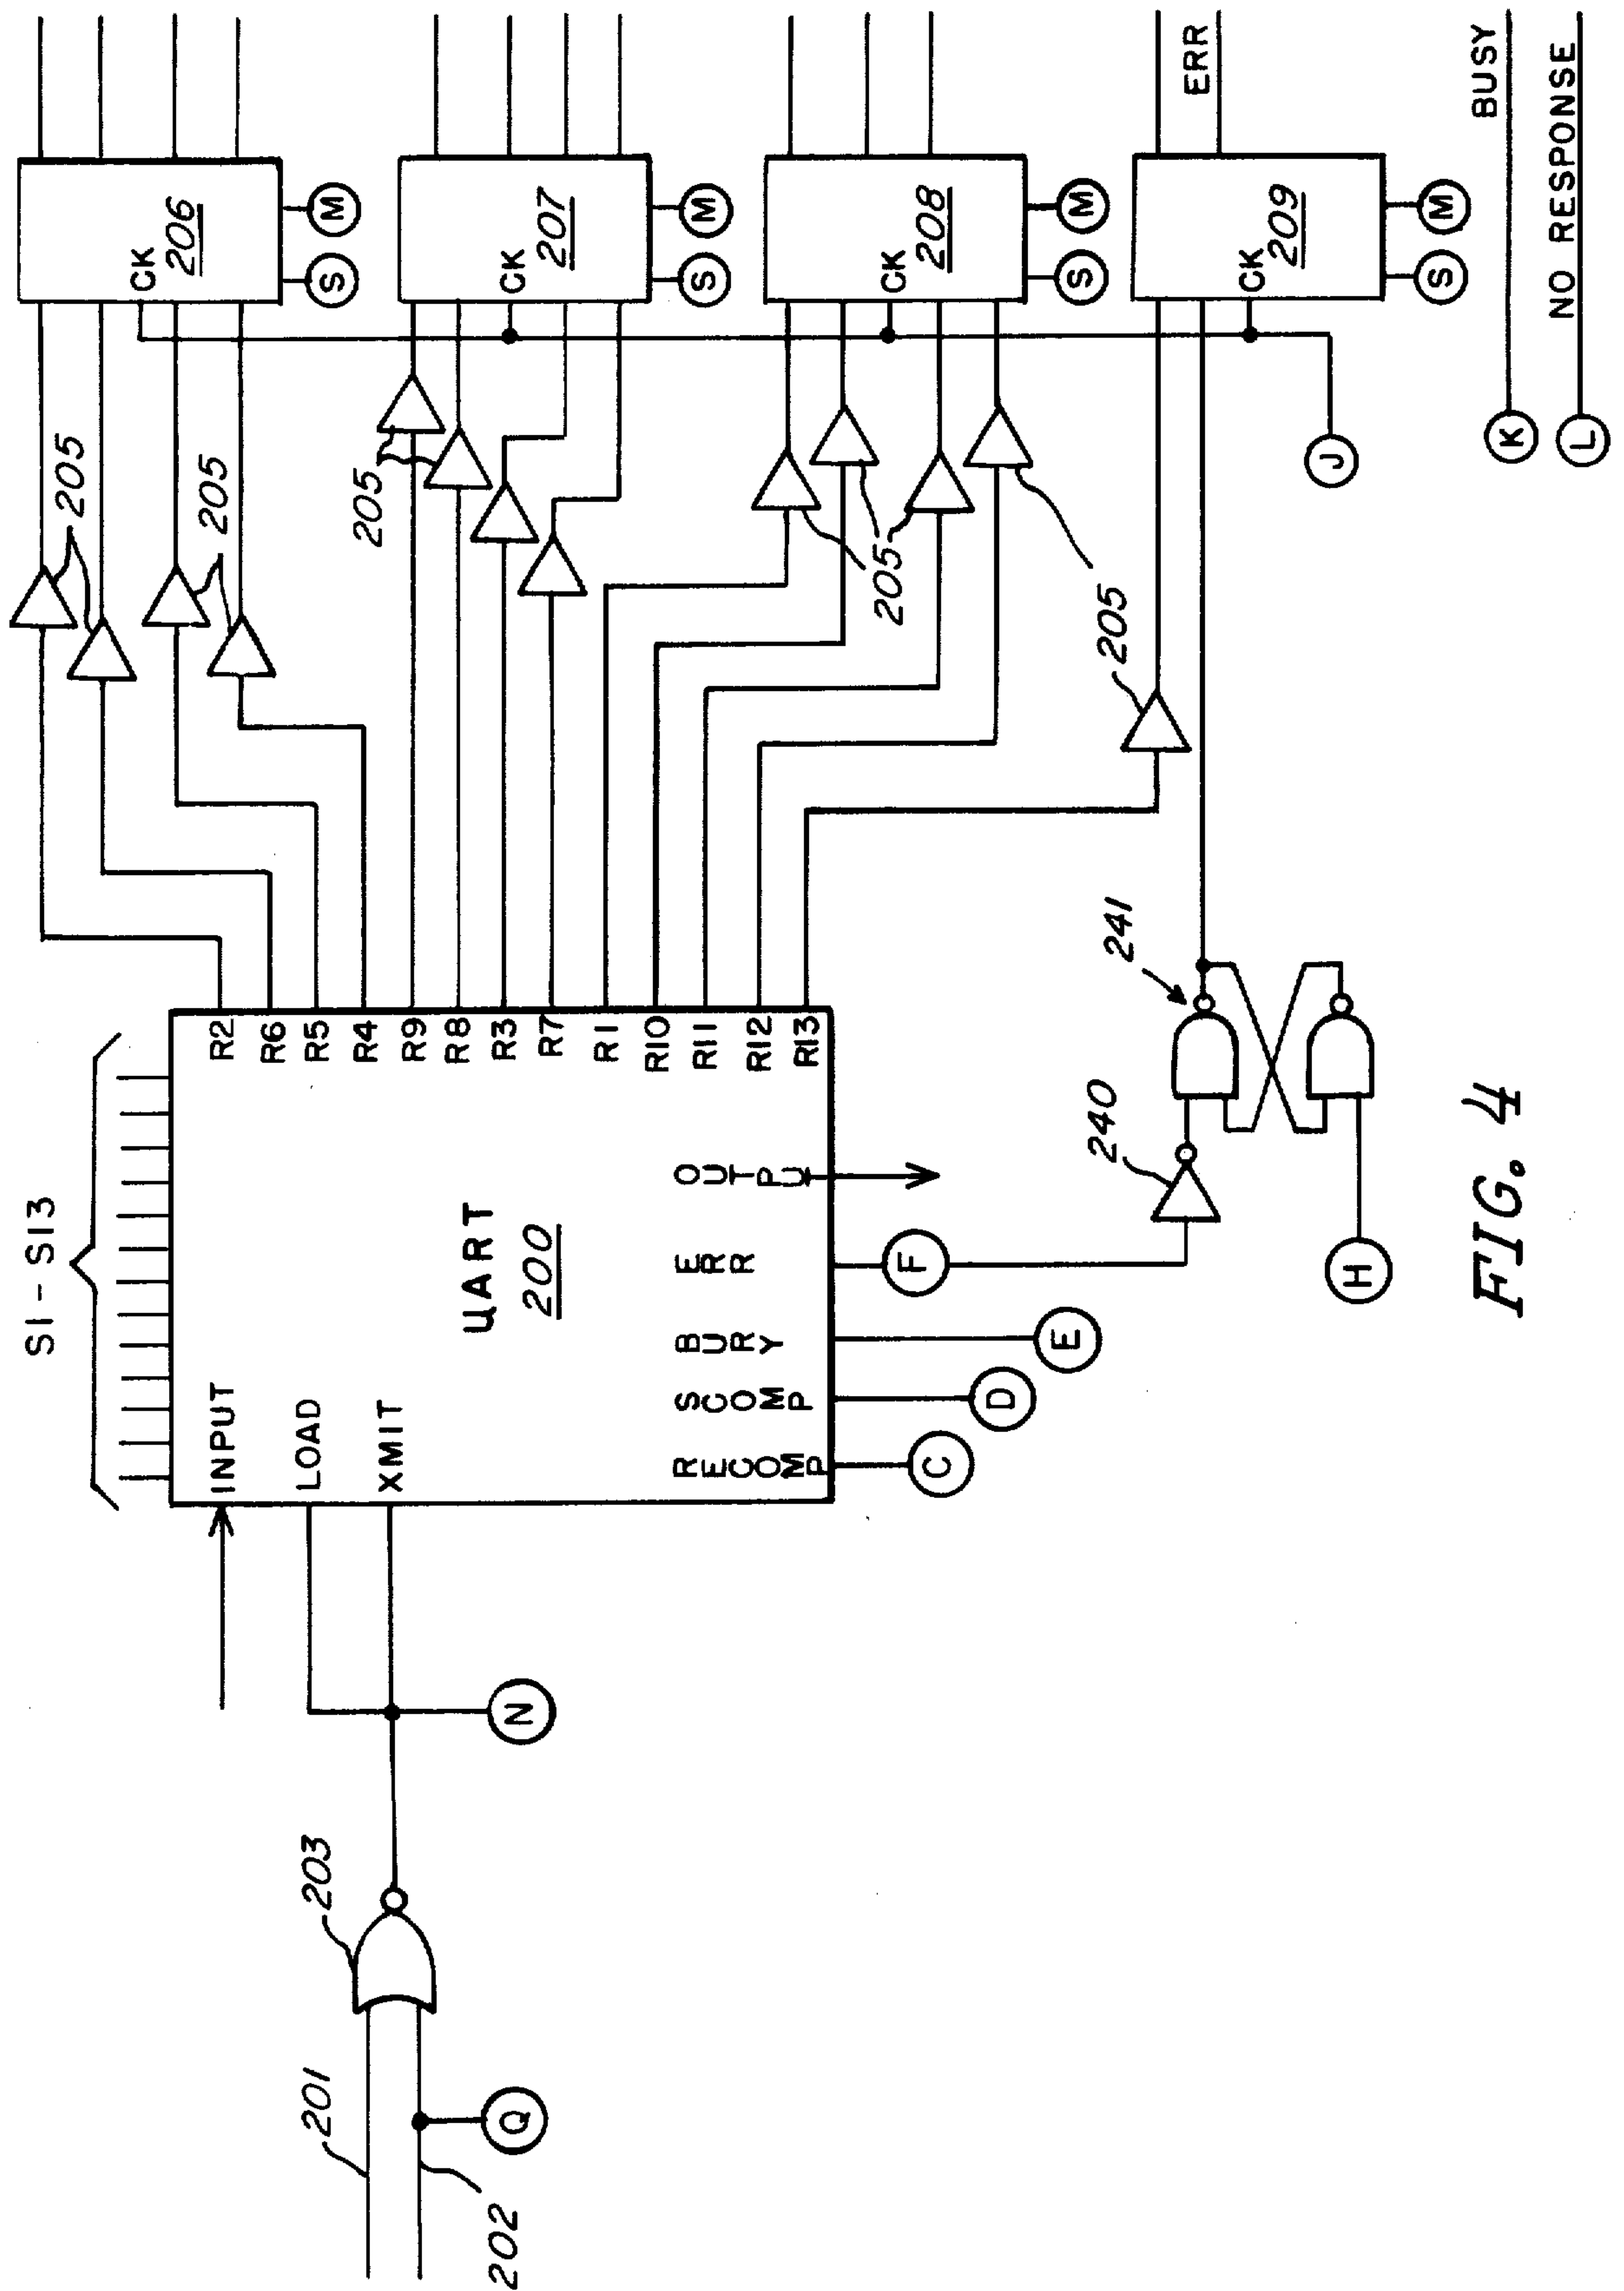 S1-S13
INPUT
LOAD
XMIT
UART
200
R2
R6
R5
R4
R9
R8
R3
R7
R1
R10
R11
R12
R13
RECOMP
SCOMP
BURY
ERR
OUTPU
C
D
E
F
N
Q
201
202
203
205
205
205
205
205
CK
206
S
M
CK
207
S
M
CK
208
S
M
CK
209
S
M
J
240
241
H
ERR
K
BUSY
L
NO RESPONSE
FIG. 4